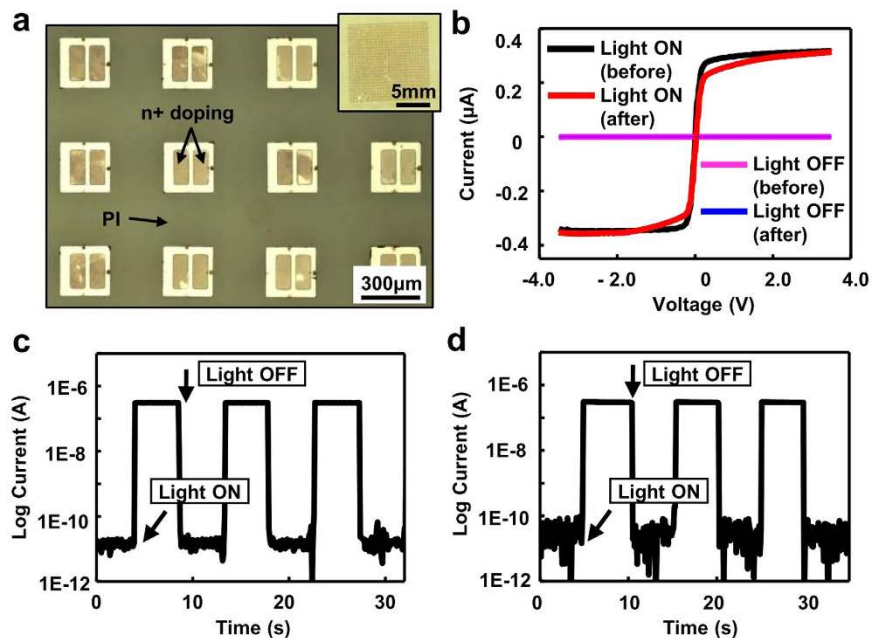 a
5mm
n+ doping
PI
300µm
b
Current (µA)
0.4
0.2
0
-0.2
-0.4
Light ON
(before)
Light ON
(after)
Light OFF
(before)
Light OFF
(after)
-4.0
- 2.0
0
2.0
4.0
Voltage (V)
c
Log Current (A)
1E-6
1E-8
1E-10
1E-12
Light OFF
Light ON
0
10
20
30
Time (s)
d
Log Current (A)
1E-6
1E-8
1E-10
1E-12
Light OFF
Light ON
0
10
20
30
Time (s)